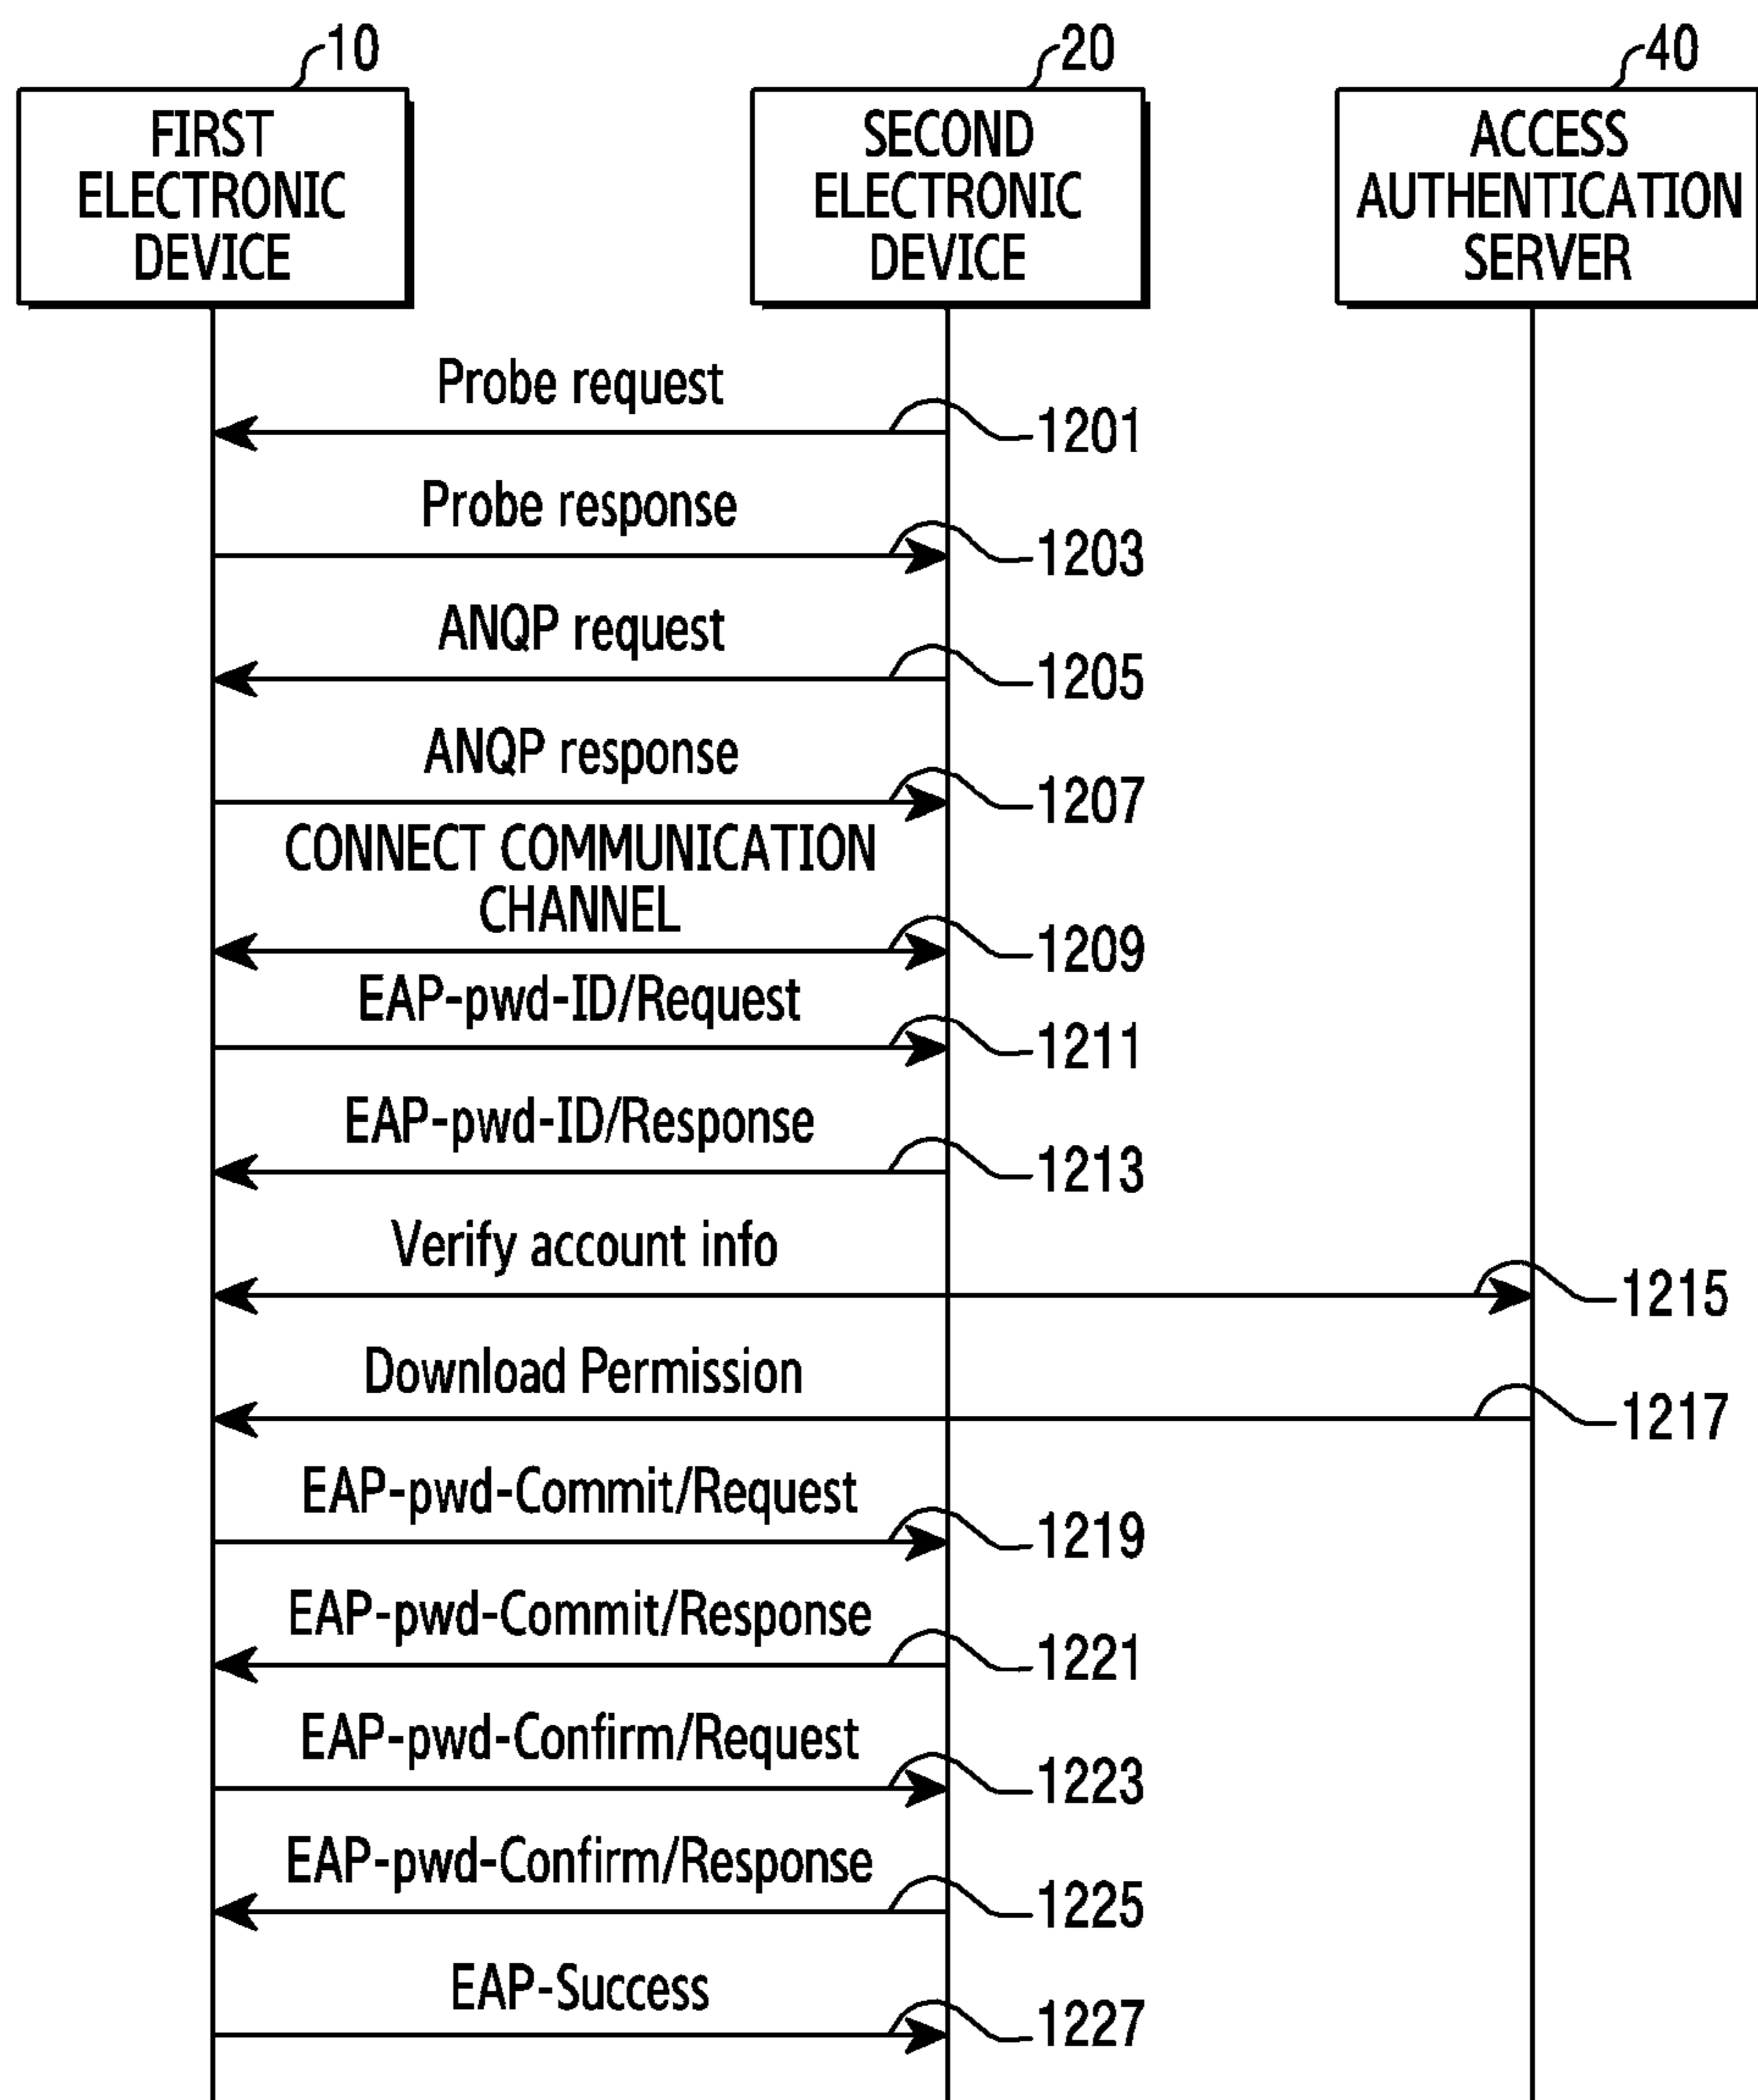 10
20
40
FIRST
ELECTRONIC
DEVICE
SECOND
ELECTRONIC
DEVICE
ACCESS
AUTHENTICATION
SERVER
Probe request
1201
Probe response
1203
ANQP request
1205
ANQP response
1207
CONNECT COMMUNICATION
CHANNEL
1209
EAP-pwd-ID/Request
1211
EAP-pwd-ID/Response
1213
Verify account info
1215
Download Permission
1217
EAP-pwd-Commit/Request
1219
EAP-pwd-Commit/Response
1221
EAP-pwd-Confirm/Request
1223
EAP-pwd-Confirm/Response
1225
EAP-Success
1227